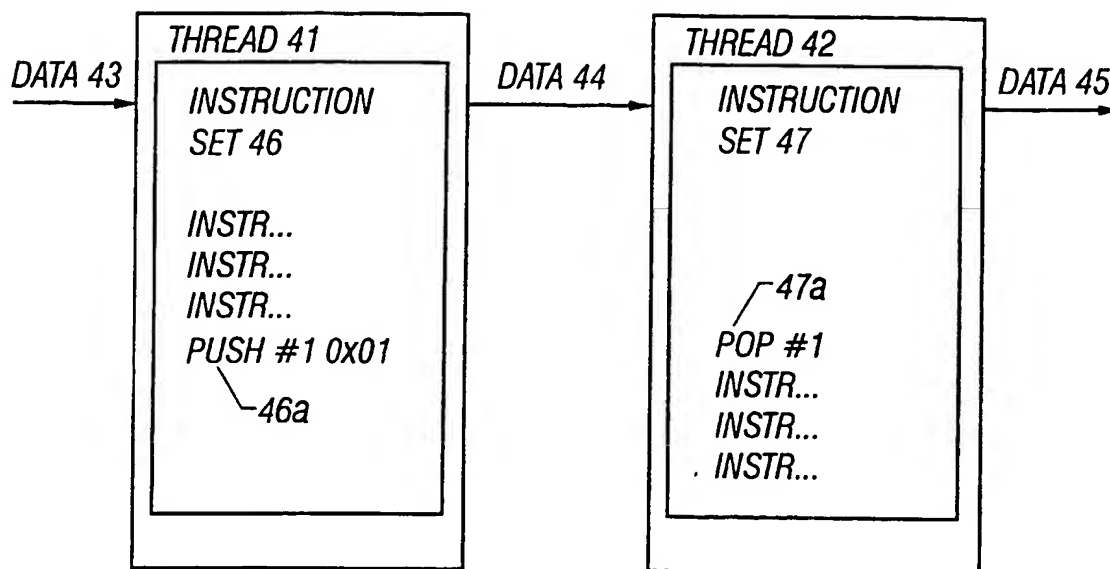 THREAD 41
DATA 43
INSTRUCTION
SET 46
INSTR...
INSTR...
INSTR...
PUSH #1 0x01
46a
DATA 44
THREAD 42
INSTRUCTION
SET 47
47a
POP #1
INSTR...
INSTR...
INSTR...
DATA 45